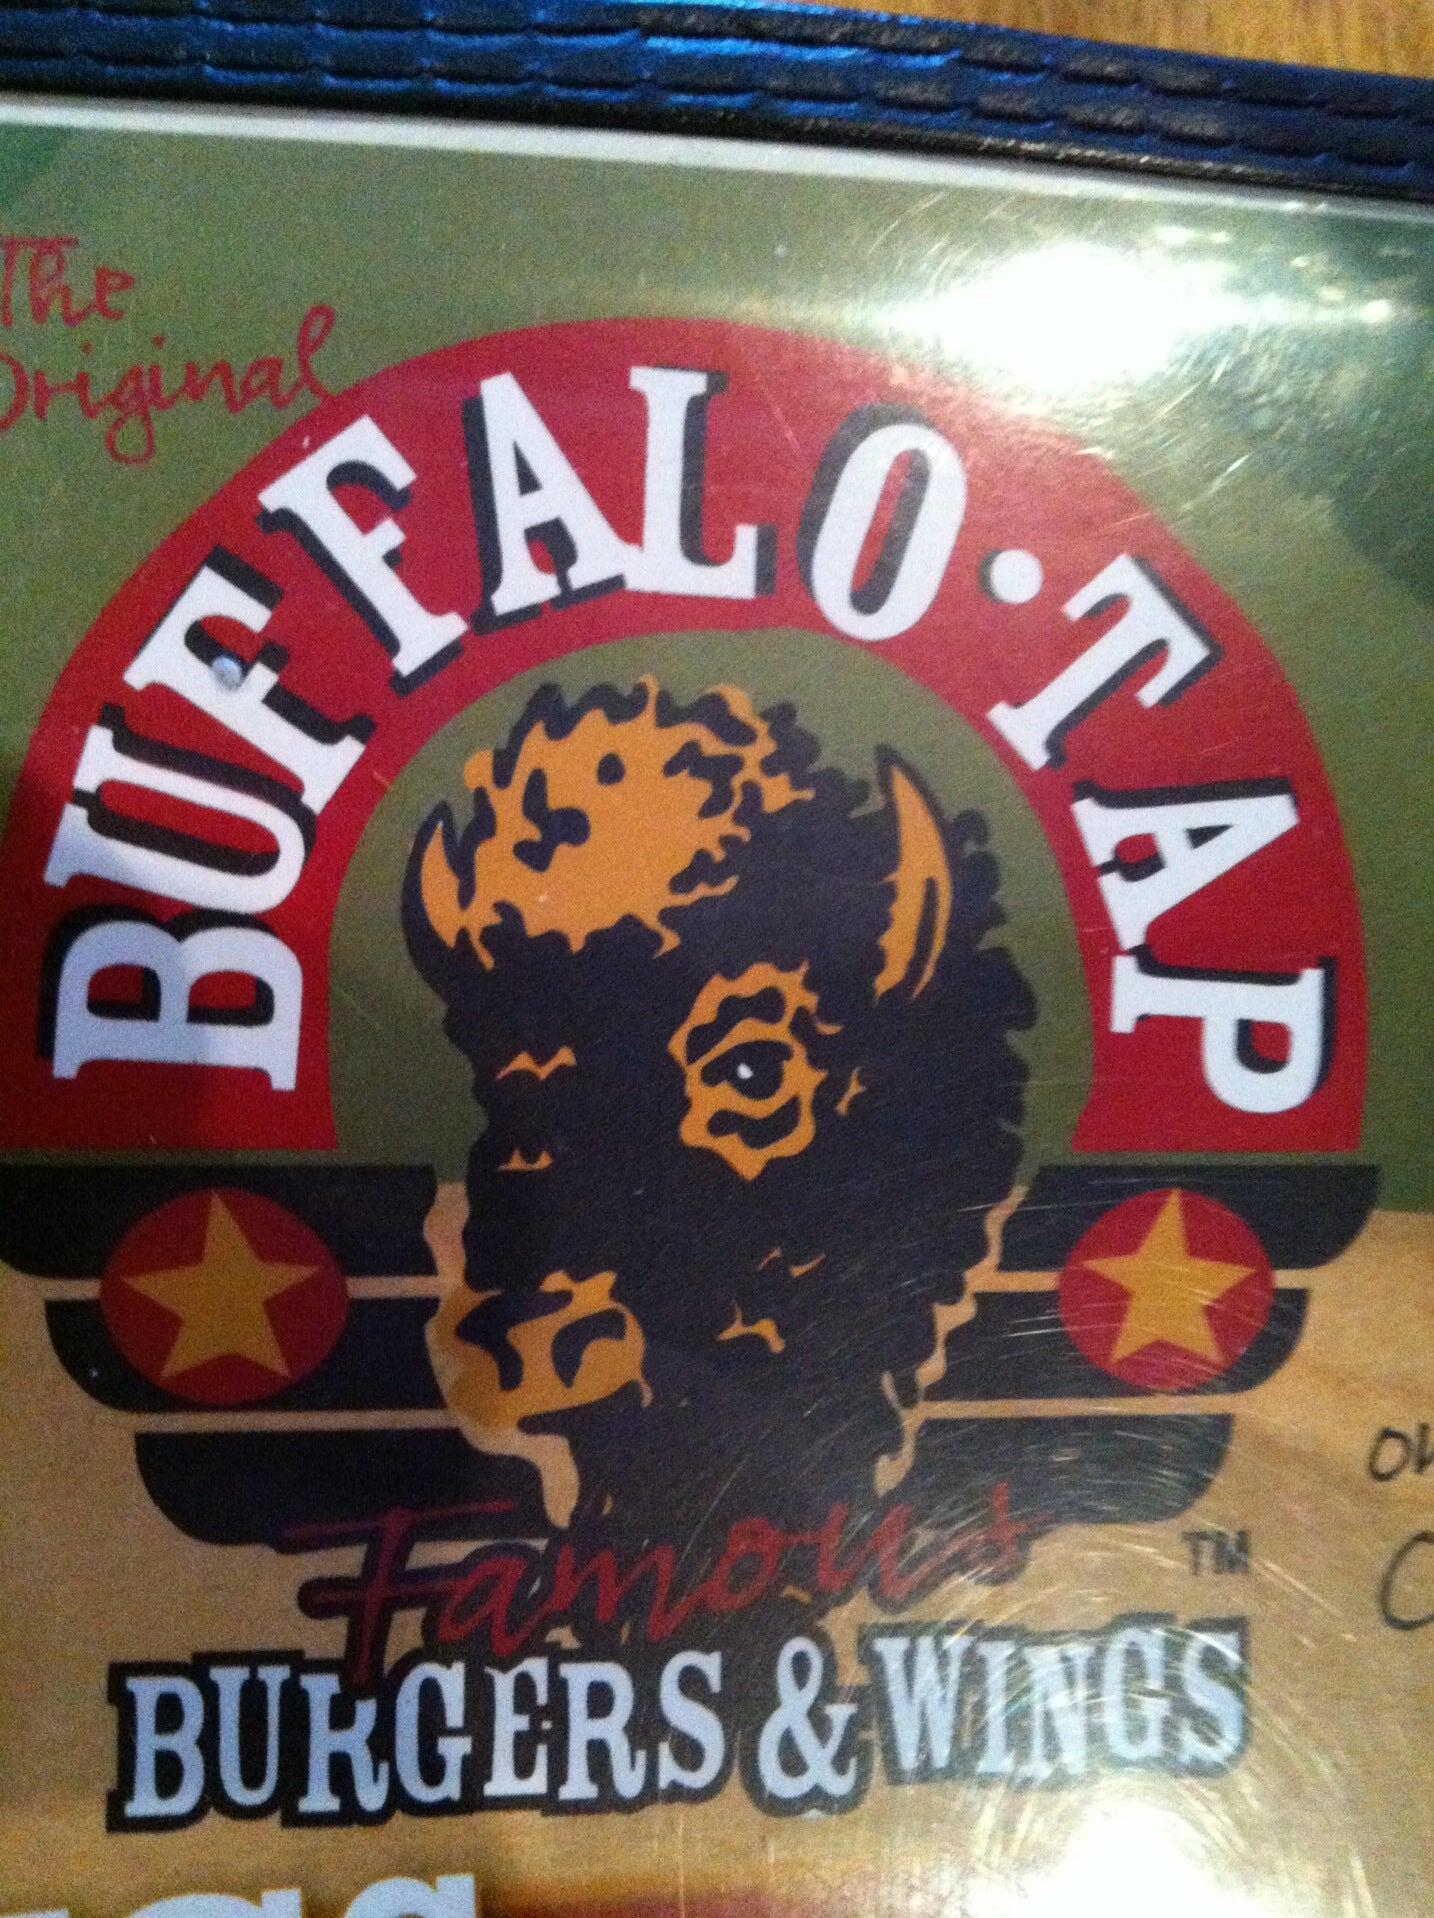 The
Original
BUFFALO·TAP
Famous
TM
BURGERS & WINGS